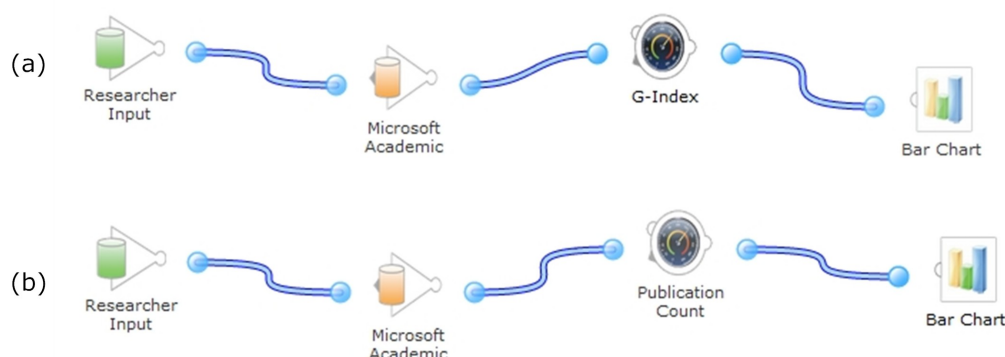 (a)
Researcher
Input
Microsoft
Academic
G-Index
Bar Chart
(b)
Researcher
Input
Microsoft
Academic
Publication
Count
Bar Chart